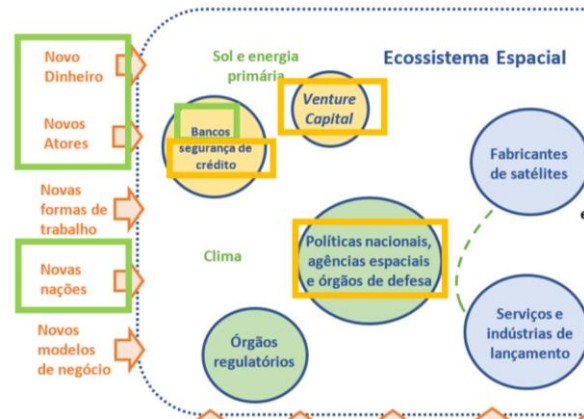 Novo
Dinheiro
Novos
Atores
Novas
formas de
trabalho
Novas
nações
Novos
modelos
de negócio
Sol e energia
primária
Ecossistema Espacial
Venture
Capital
Bancos
segurança de
crédito
Fabricantes
de satélites
e
Políticas nacionais,
agências espaciais
e órgãos de defesa
Clima
Serviços e
indústrias de
lançamento
Órgãos
regulatórios